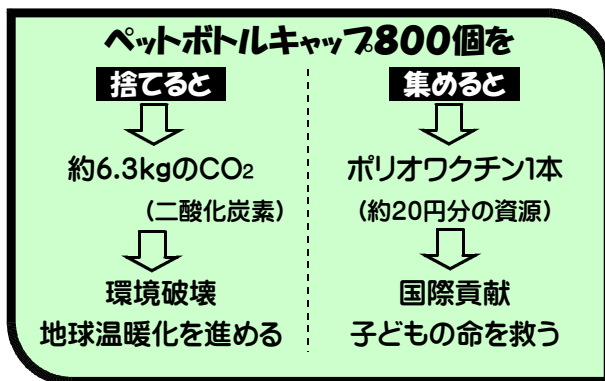 ペットボトルキャップ800個を
捨てると
約6.3kgのCO2
(二酸化炭素)
環境破壊
地球温暖化を進める
集めると
ポリオワクチン1本
(約20円分の資源)
国際貢献
子どもの命を救う